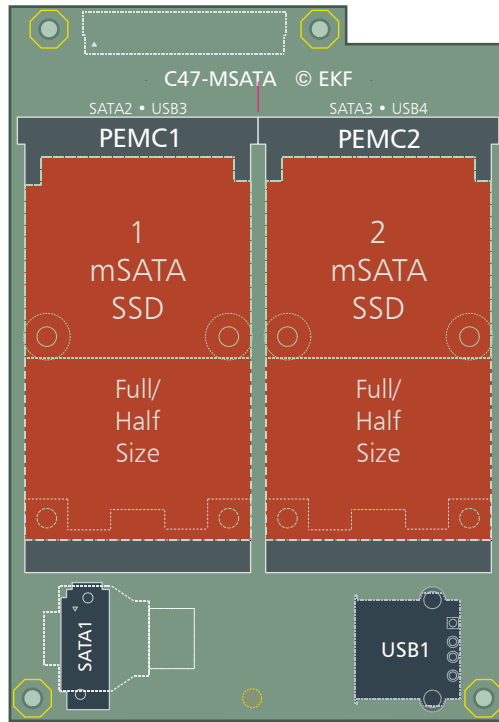 C47-MSATA © EKF
SATA2 • USB3
SATA3 • USB4
PEMC1
PEMC2
1
mSATA
SSD
2
mSATA
SSD
Full/
Half
Size
Full/
Half
Size
SATA1
USB1